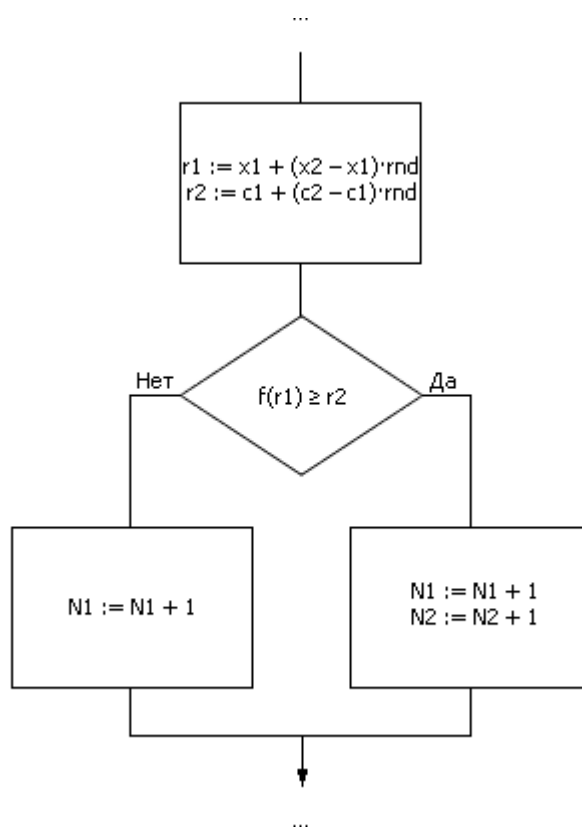 ...
r1 := x1 + (x2 – x1)·rnd
r2 := c1 + (c2 – c1)·rnd
Нет
Да
f(r1) ≥ r2
N1 := N1 + 1
N1 := N1 + 1
N2 := N2 + 1
...